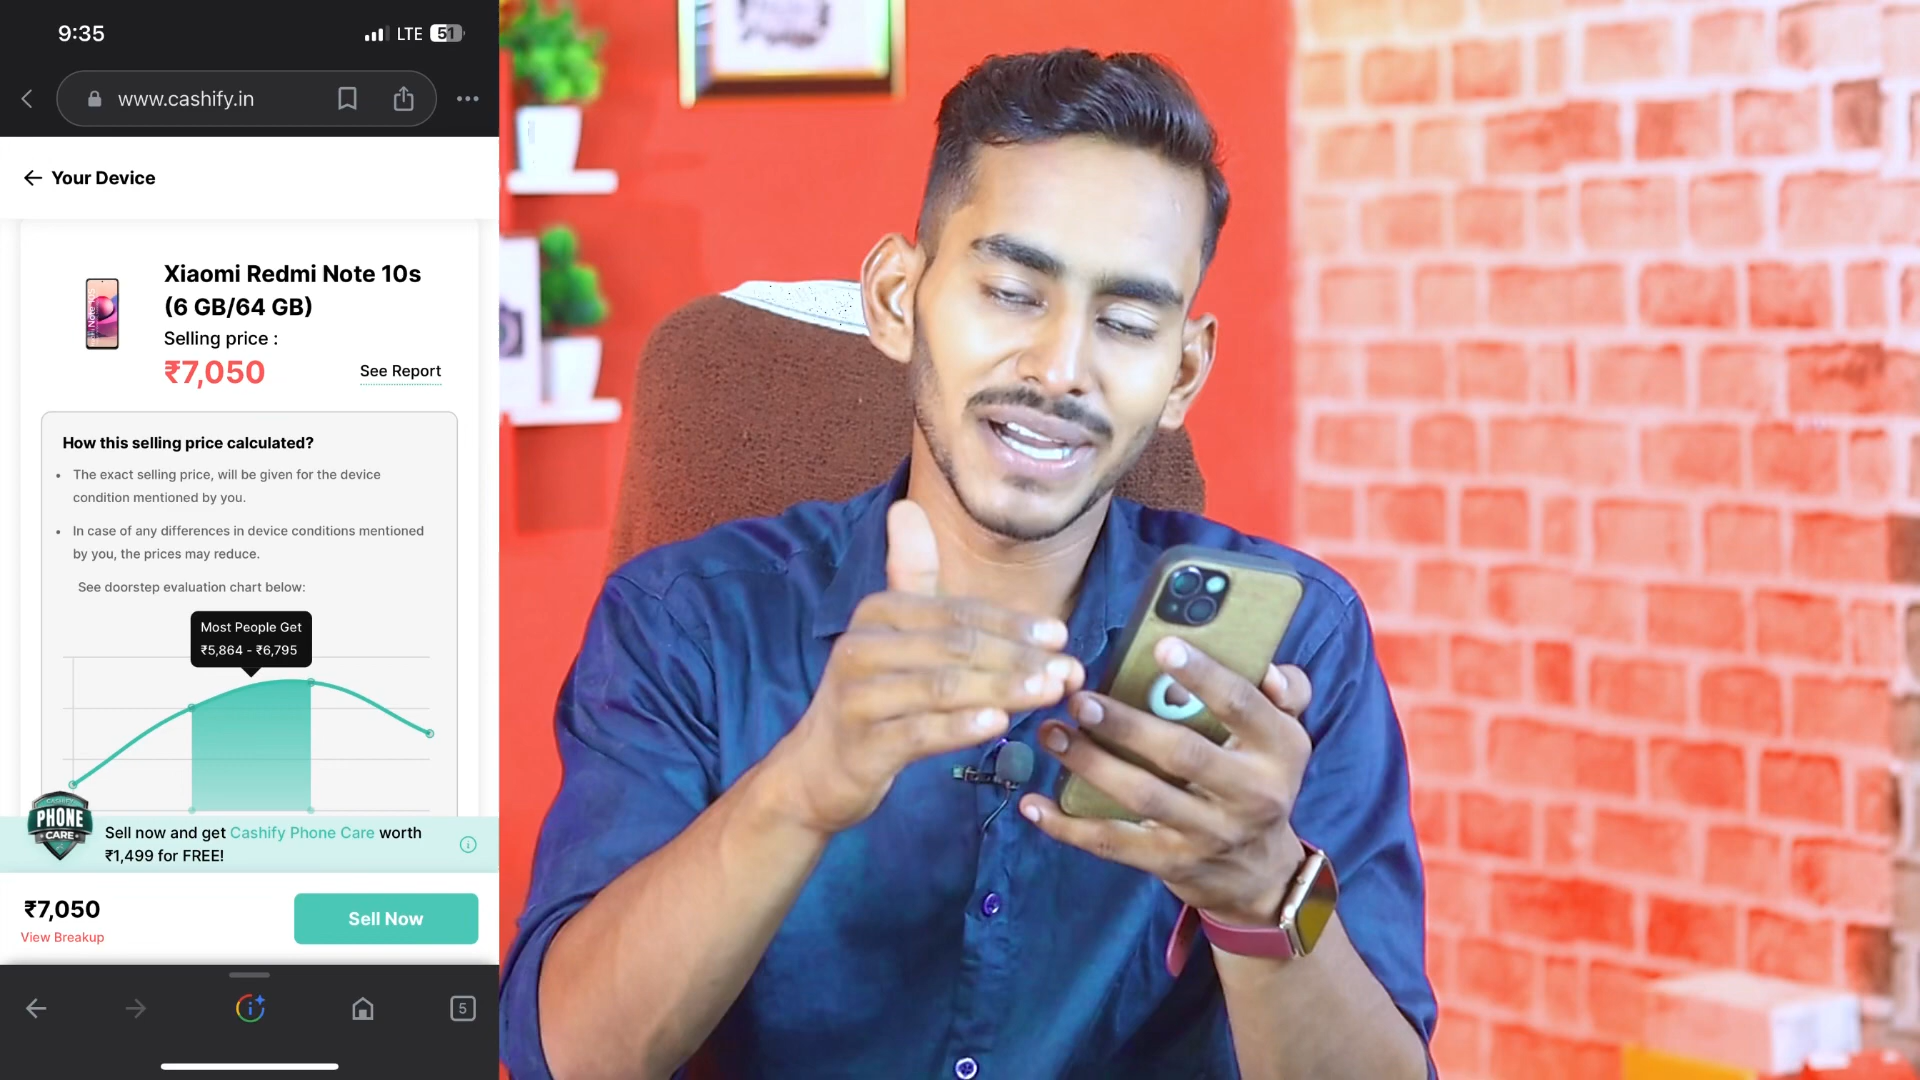 9:35
LTE 51
www.cashify.in
Your Device
Xiaomi Redmi Note 10s
(6 GB/64 GB)
Selling price :
₹7,050
See Report
How this selling price calculated?
• The exact selling price, will be given for the device
condition mentioned by you.
• In case of any differences in device conditions mentioned
by you, the prices may reduce.
See doorstep evaluation chart below:
Most People Get
₹5,864 - ₹6,795
CASHIFY
PHONE
CARE
Sell now and get Cashify Phone Care worth
₹1,499 for FREE!
₹7,050
View Breakup
Sell Now
5